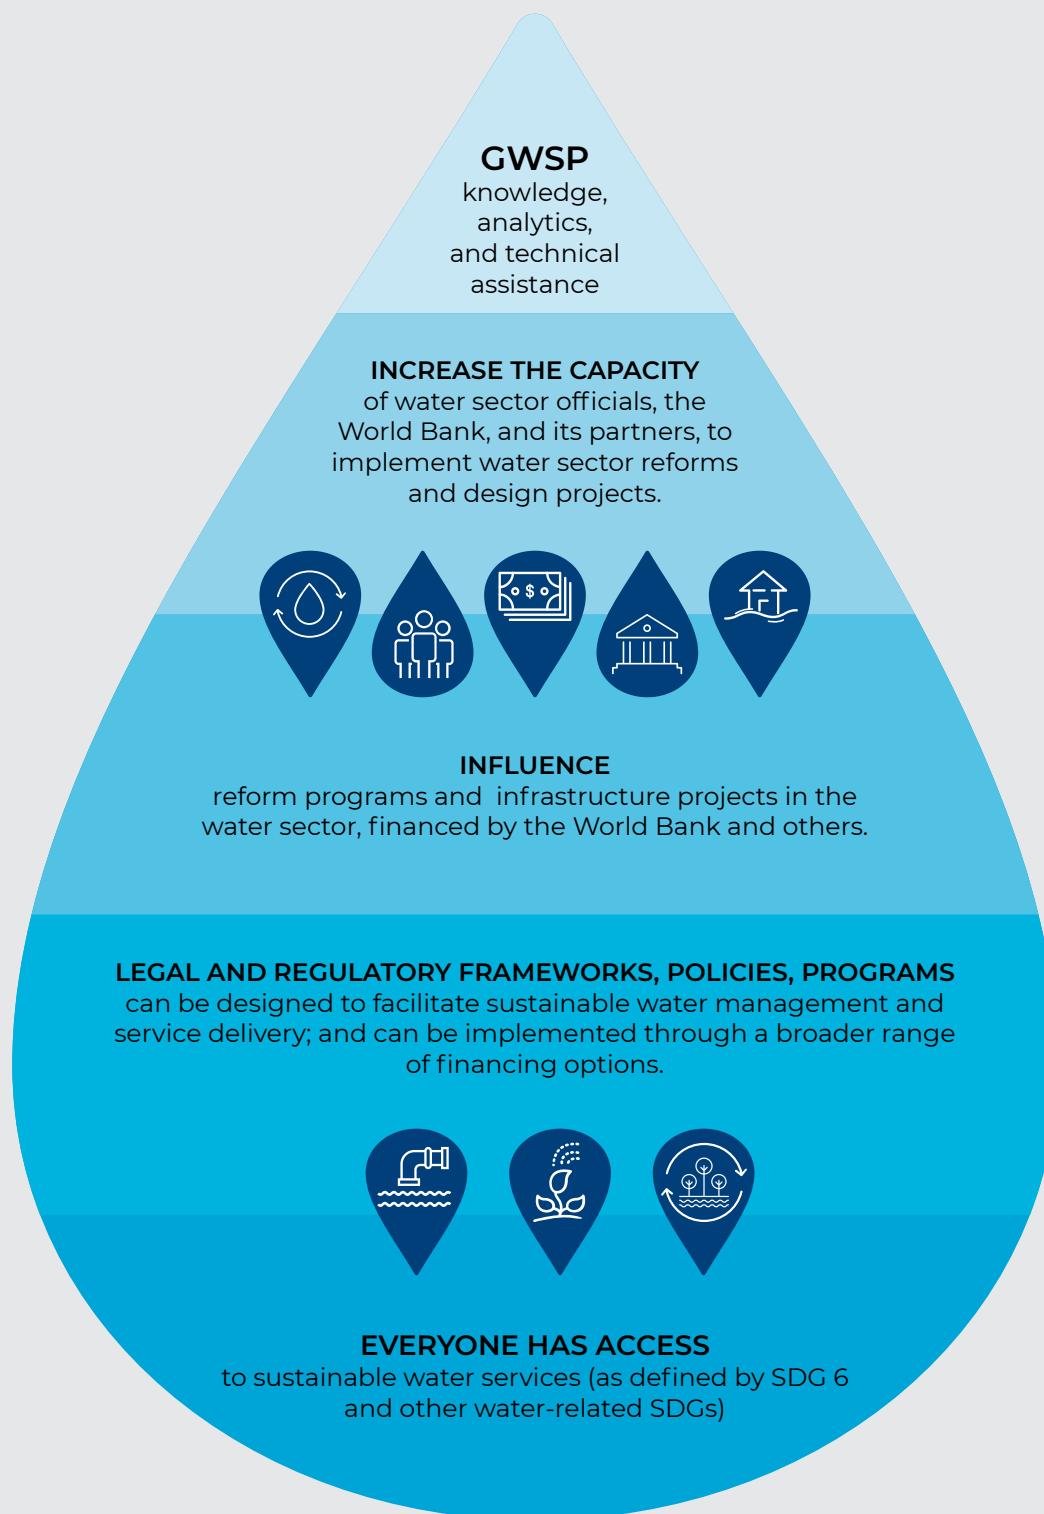 GWSP
knowledge,
analytics,
and technical
assistance
INCREASE THE CAPACITY
of water sector officials, the
World Bank, and its partners, to
implement water sector reforms
and design projects.
$
INFLUENCE
reform programs and  infrastructure projects in the
water sector, financed by the World Bank and others.
LEGAL AND REGULATORY FRAMEWORKS, POLICIES, PROGRAMS
can be designed to facilitate sustainable water management and
service delivery; and can be implemented through a broader range
of financing options.
EVERYONE HAS ACCESS
to sustainable water services (as defined by SDG 6
and other water-related SDGs)